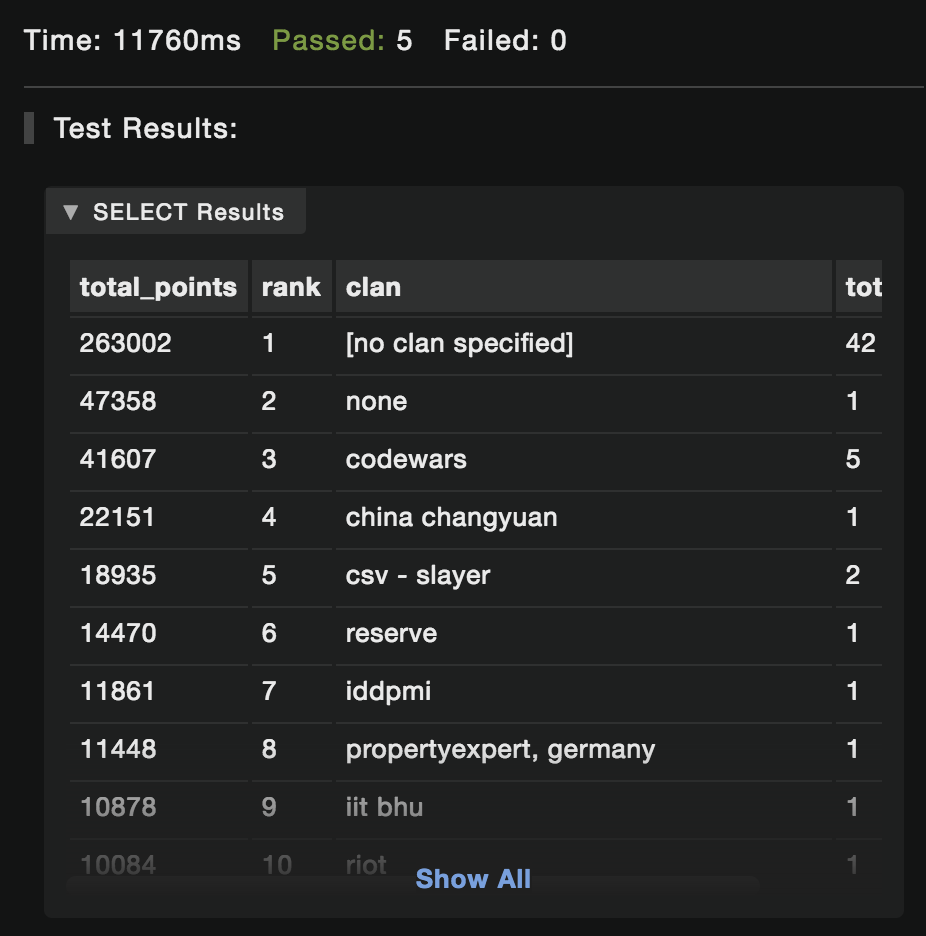 Time: 11760ms Passed: 5 Failed: 0
Test Results:
▼ SELECT Results
total_points rank clan tot
263002 1 [no clan specified] 42
47358 2 none 1
41607 3 codewars 5
22151 4 china changyuan 1
18935 5 csv - slayer 2
14470 6 reserve 1
11861 7 iddpmi 1
11448 8 propertyexpert, germany 1
10878 9 iit bhu 1
10084 10 riot 1
Show All